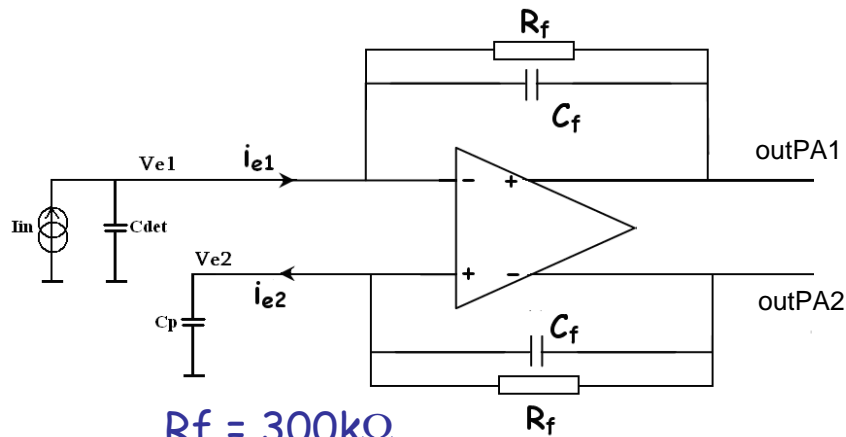 Rf
Cf
outPA1
Ve1
ie1
- +
Iin
Cdet
Ve2
+ -
ie2
outPA2
Cp
Cf
Rf = 300kΩ
Rf